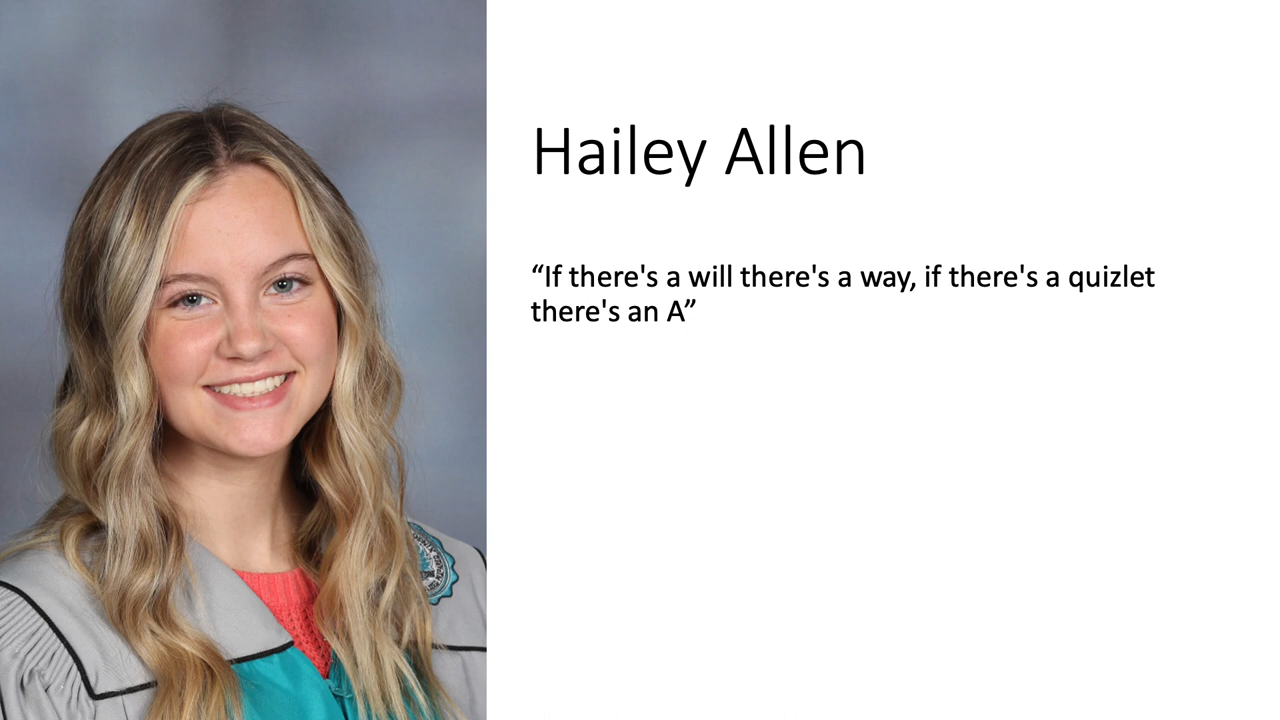 Hailey Allen
“If there's a will there's a way, if there's a quizlet
there's an A”